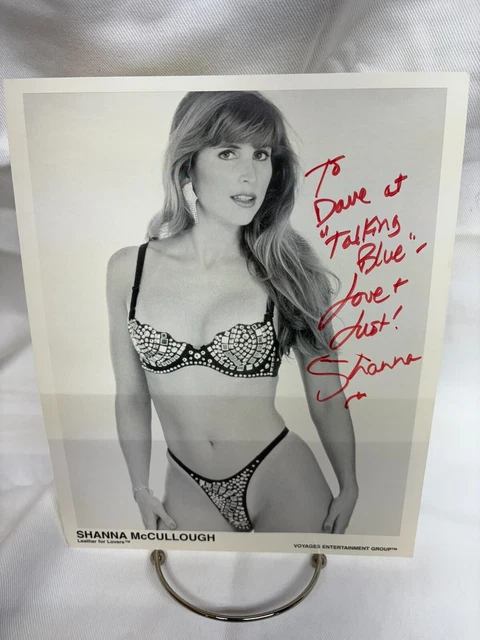 To
Dave at
"Talking
Blue" -
Love +
Lust!
Shanna
SHANNA McCULLOUGH
Leather for Lovers™
VOYAGES ENTERTAINMENT GROUP™